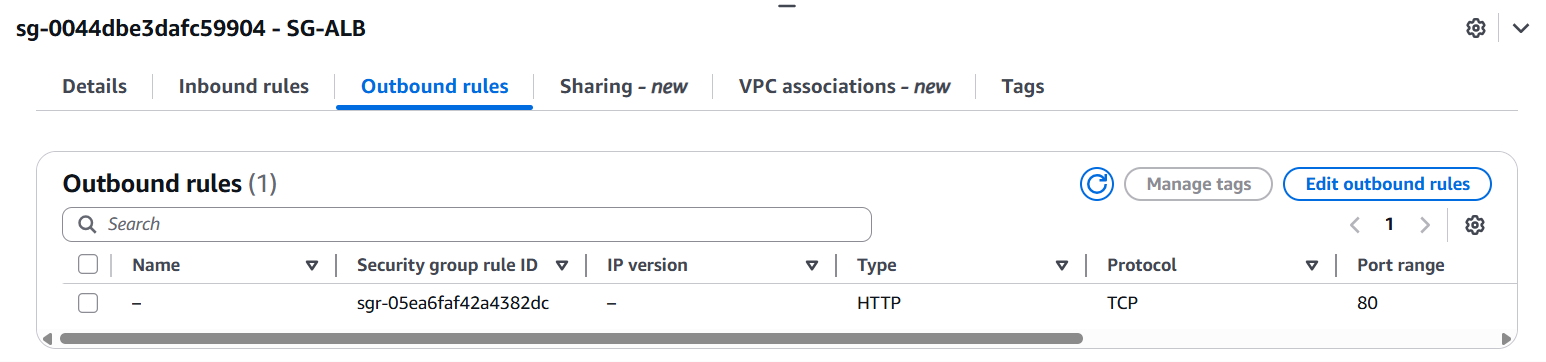 sg-0044dbe3dafc59904 - SG-ALB
Details Inbound rules Outbound rules Sharing - new VPC associations - new Tags
Outbound rules (1) Manage tags Edit outbound rules
Search 1
Name Security group rule ID IP version Type Protocol Port range
– sgr-05ea6faf42a4382dc – HTTP TCP 80